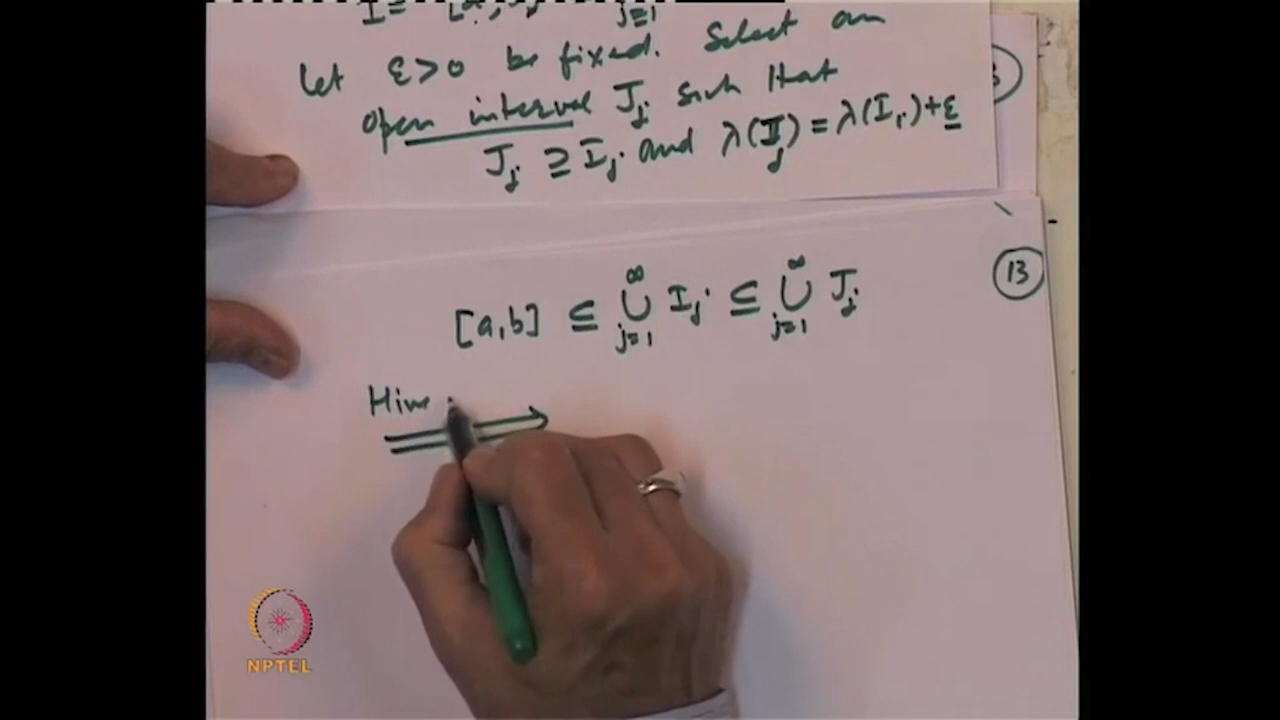 Let ε>0 be fixed. Select an
open interval J_j such that
J_j ⊇ I_j and λ(I_j) = λ(I_j) + ε
13
[a,b] ⊆ ⋃_{j=1}^{∞} I_j ⊆ ⋃_{j=1}^{∞} J_j
⇒
NPTEL